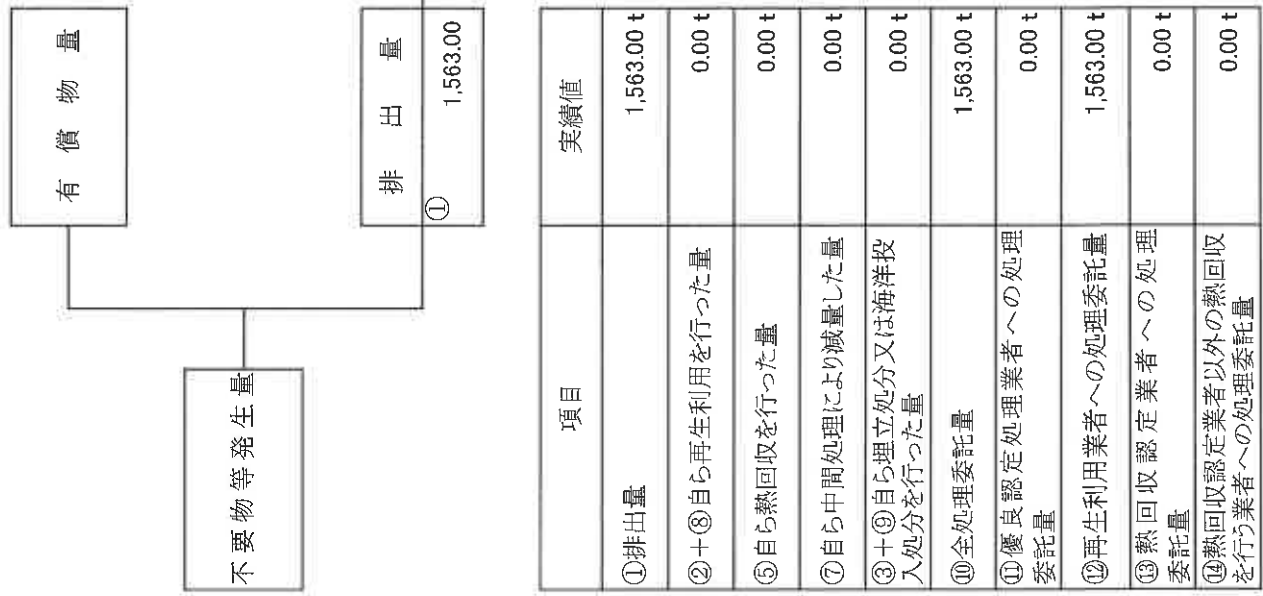 不要物等発生量
有償物量
排出量
① 1,563.00
項目 実績値
①排出量 1,563.00 t
②+⑧自ら再生利用を行った量 0.00 t
⑤自ら熱回収を行った量 0.00 t
⑦自ら中間処理により減量した量 0.00 t
③+⑨自ら埋立処分又は海洋投
入処分を行った量 0.00 t
⑩全処理委託量 1,563.00 t
⑪優良認定処理業者への処理
委託量 0.00 t
⑫再生利用業者への処理委託量 1,563.00 t
⑬熱回収認定業者への処理
委託量 0.00 t
⑭熱回収認定業者以外の熱回収
を行う業者への処理委託量 0.00 t